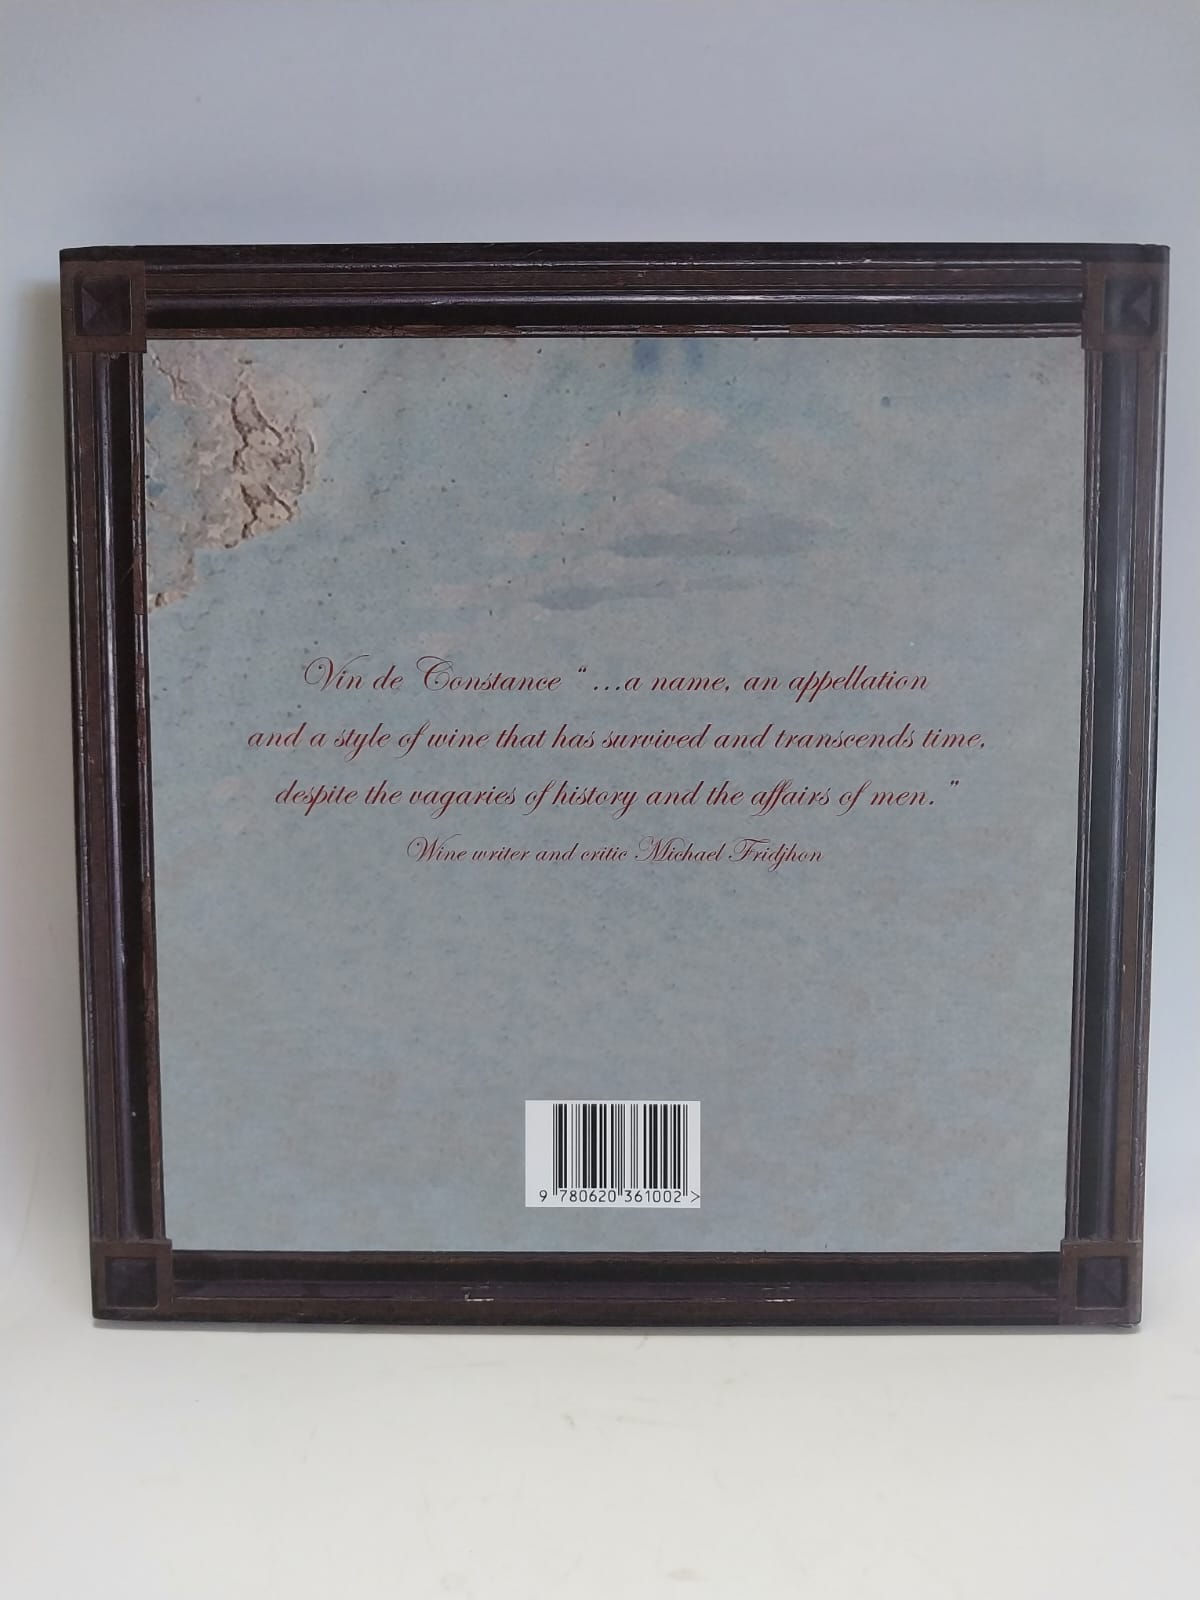 Vin de Constance “...a name, an appellation
and a style of wine that has survived and transcends time,
despite the vagaries of history and the affairs of men.”
Wine writer and critic Michael Fridjhon
9 780620 361002 >